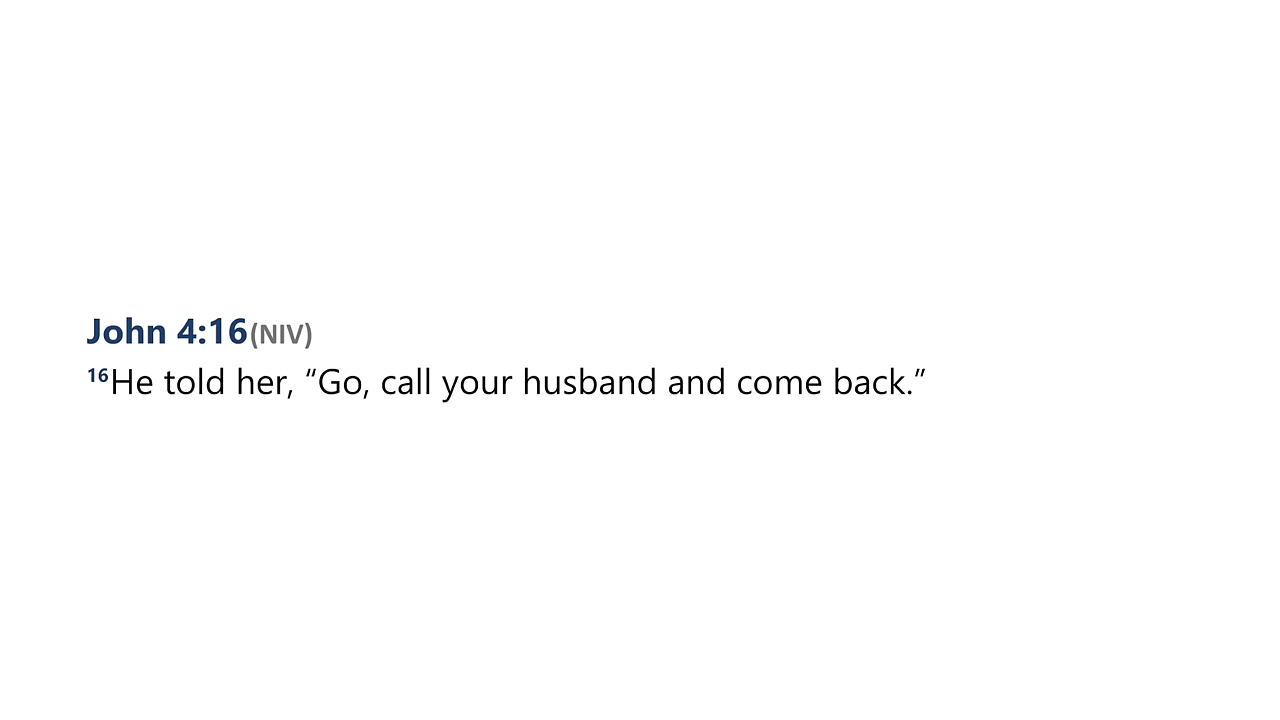 John 4:16(NIV)
16He told her, “Go, call your husband and come back.”